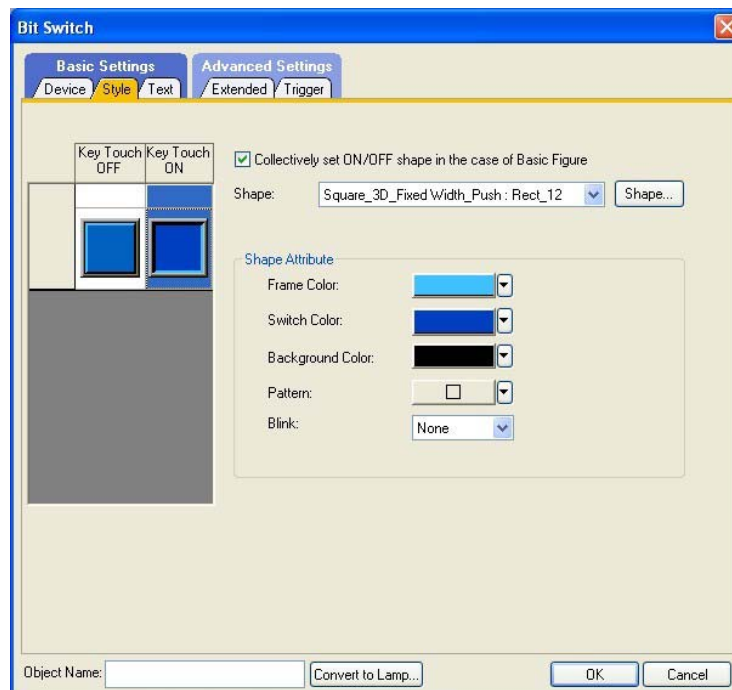 Bit Switch
Basic Settings
Advanced Settings
Device
Style
Text
Extended
Trigger
Key Touch OFF
Key Touch ON
Collectively set ON/OFF shape in the case of Basic Figure
Shape:
Square_3D_Fixed Width_Push : Rect_12
Shape...
Shape Attribute
Frame Color:
Switch Color:
Background Color:
Pattern:
Blink:
None
Object Name:
Convert to Lamp...
OK
Cancel